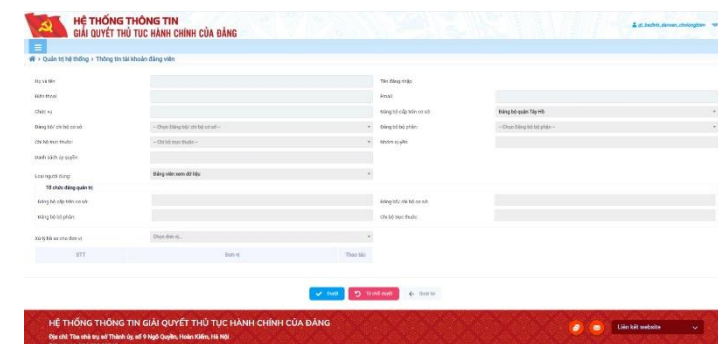 HỆ THỐNG THÔNG TIN
GIẢI QUYẾT THỦ TỤC HÀNH CHÍNH CỦA ĐẢNG
Quản trị hệ thống › Thông tin tài khoản đảng viên
Họ và tên
Tên đăng nhập
Điện thoại
Email
Chức vụ
Đảng bộ cấp trên cơ sở
Đảng bộ quận Tây Hồ
Đảng bộ/ chi bộ cơ sở
-- Chọn Đảng bộ/ chi bộ cơ sở --
Đảng bộ bộ phận
-- Chọn Đảng bộ bộ phận --
Chi bộ trực thuộc
-- Chi bộ trực thuộc --
Nhóm quyền
Danh sách ủy quyền
Loại người dùng
Đảng viên xem dữ liệu
Tổ chức đảng quản trị
Đảng bộ cấp trên cơ sở
Đảng bộ/ chi bộ cơ sở
Đảng bộ bộ phận
Chi bộ trực thuộc
Xử lý hồ sơ cho đơn vị
Chọn đơn vị...
STT Đơn vị Thao tác
Duyệt Từ chối duyệt Quay lại
HỆ THỐNG THÔNG TIN GIẢI QUYẾT THỦ TỤC HÀNH CHÍNH CỦA ĐẢNG
Địa chỉ: Tòa nhà trụ sở Thành ủy, số 9 Ngô Quyền, Hoàn Kiếm, Hà Nội
Liên kết website